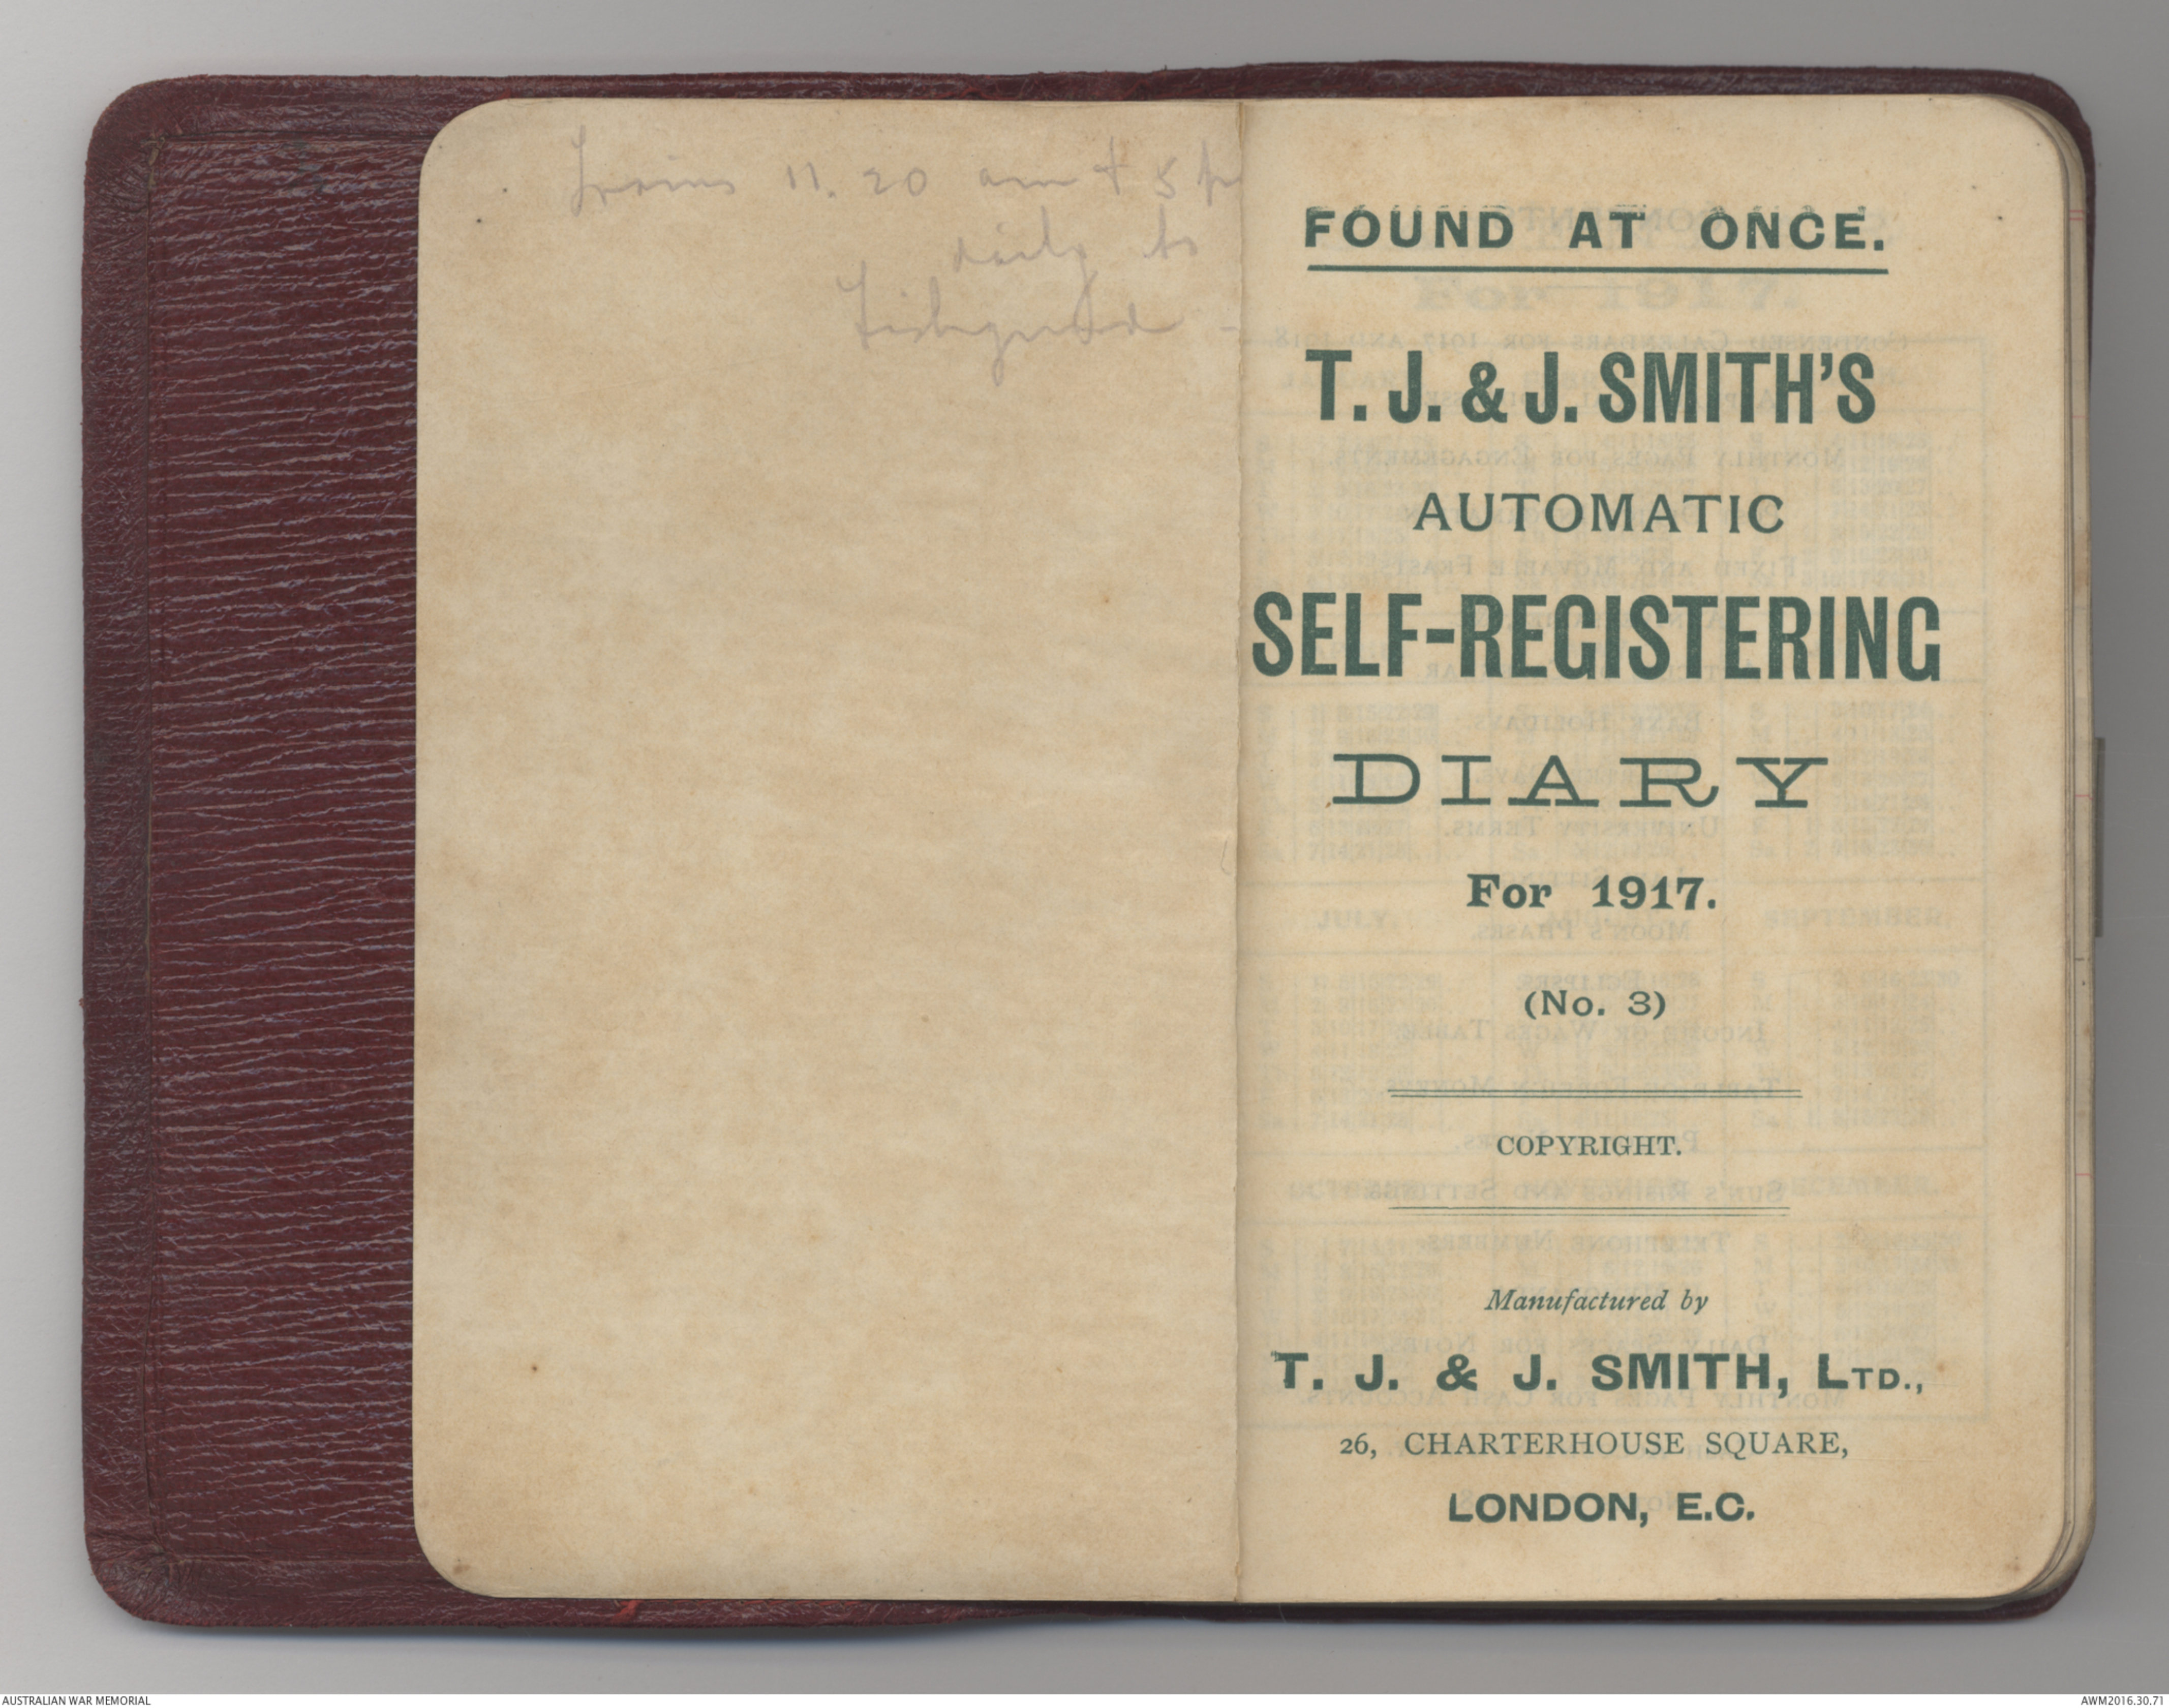 Trains 11.20 am + 5 p
daily to
Fishguard -
FOUND AT ONCE.
T. J. & J. SMITH'S
AUTOMATIC
SELF-REGISTERING
DIARY
For 1917.
(No. 3)
COPYRIGHT.
Manufactured by
T. J. & J. SMITH, LTD.,
26, CHARTERHOUSE SQUARE,
LONDON, E.C.
AUSTRALIAN WAR MEMORIAL
AWM2016.30.71